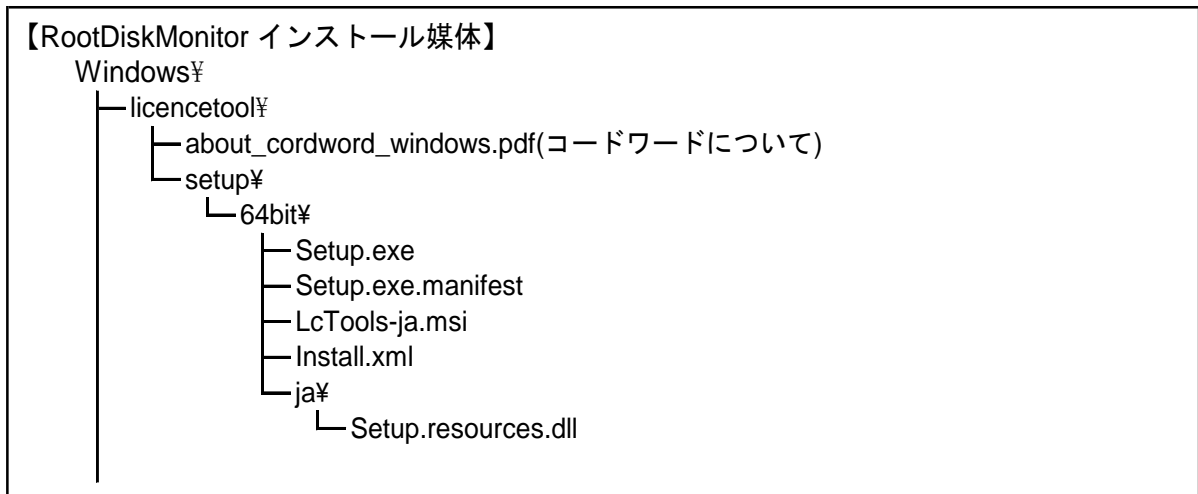 【RootDiskMonitor インストール媒体】
Windows¥
licencetool¥
about_cordword_windows.pdf(コードワードについて)
setup¥
64bit¥
Setup.exe
Setup.exe.manifest
LcTools-ja.msi
Install.xml
ja¥
Setup.resources.dll